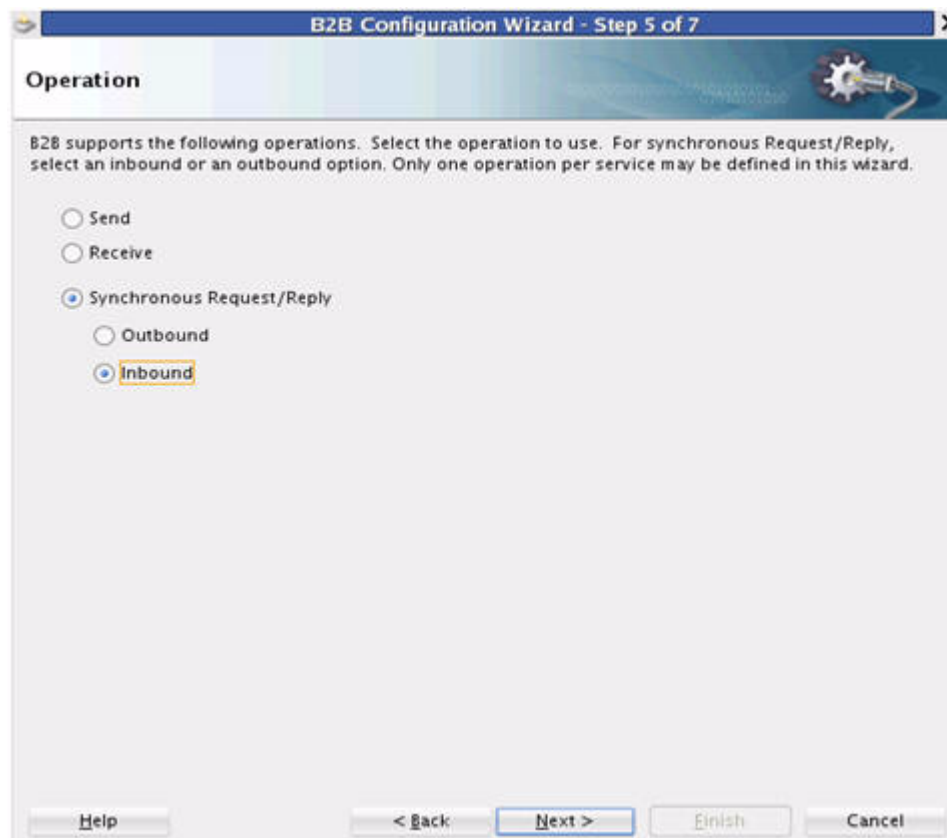 B2B Configuration Wizard - Step 5 of 7
Operation
B2B supports the following operations. Select the operation to use. For synchronous Request/Reply,
select an inbound or an outbound option. Only one operation per service may be defined in this wizard.
Send
Receive
Synchronous Request/Reply
Outbound
Inbound
Help < Back Next > Finish Cancel